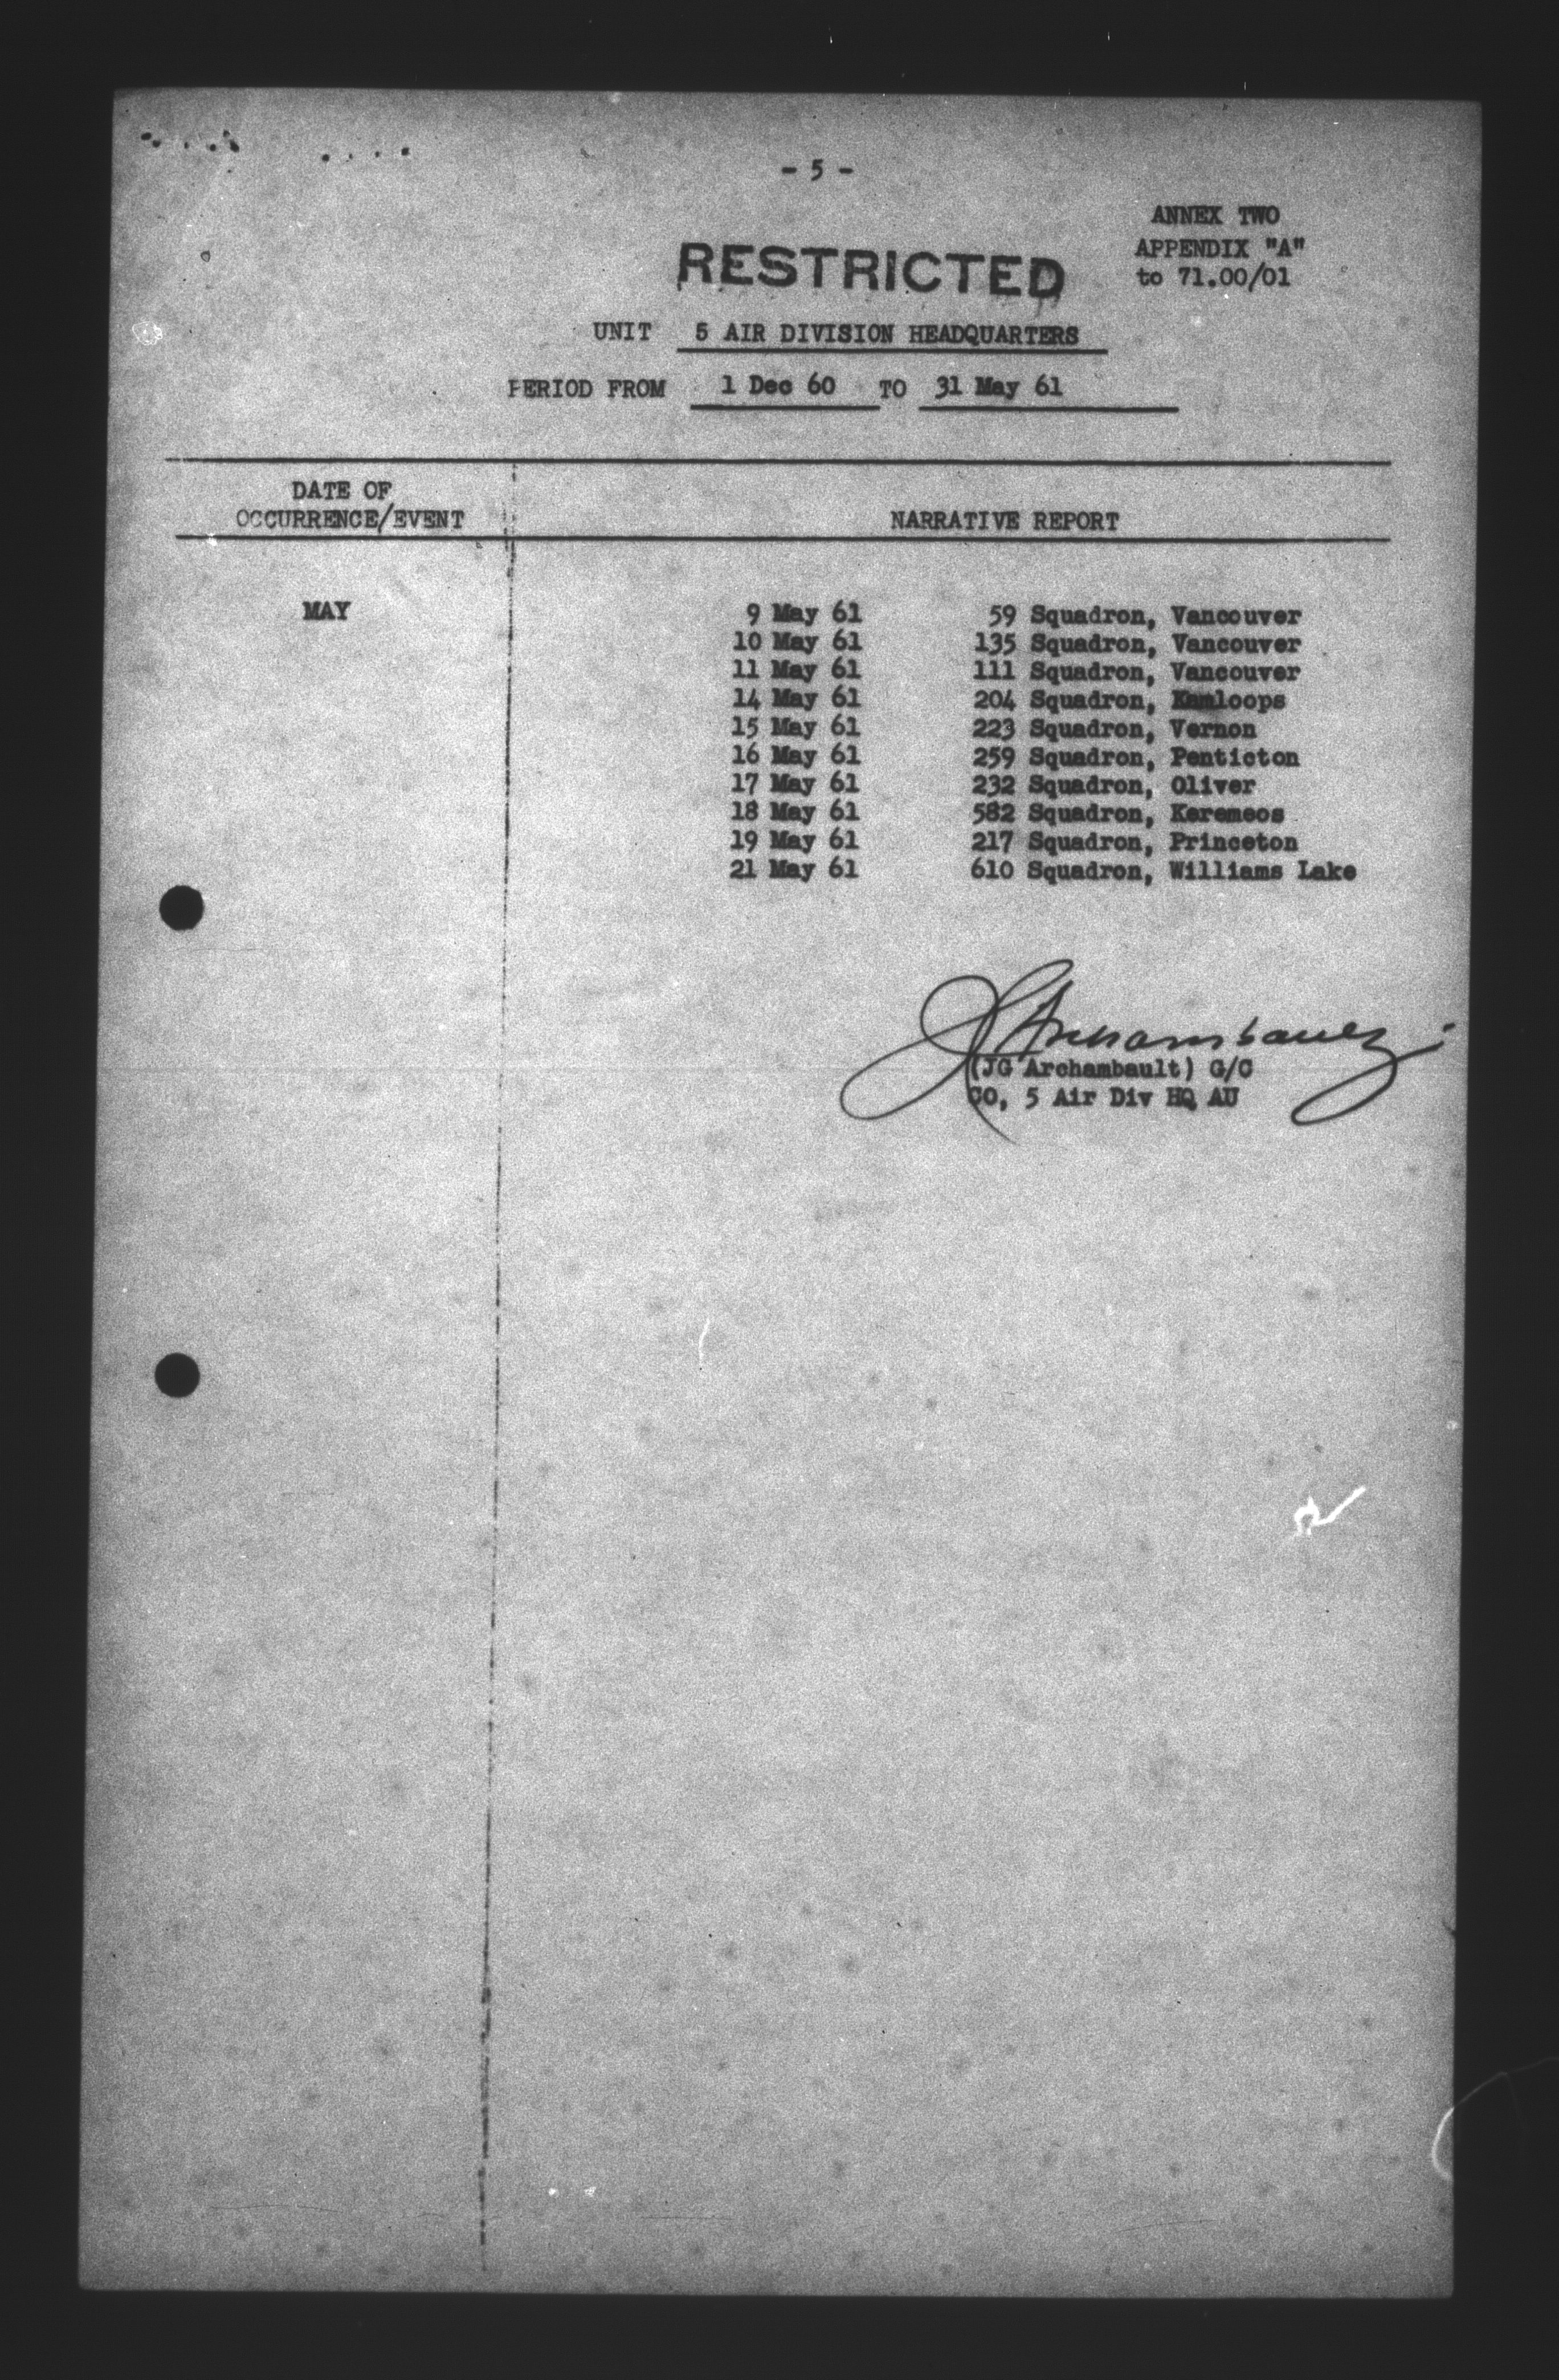 - 5 -
ANNEX TWO
APPENDIX "A"
to 71.00/01
RESTRICTED
UNIT 5 AIR DIVISION HEADQUARTERS
PERIOD FROM 1 Dec 60 TO 31 May 61
DATE OF
OCCURRENCE/EVENT
NARRATIVE REPORT
MAY
9 May 61 59 Squadron, Vancouver
10 May 61 135 Squadron, Vancouver
11 May 61 111 Squadron, Vancouver
14 May 61 204 Squadron, Kamloops
15 May 61 223 Squadron, Vernon
16 May 61 259 Squadron, Penticton
17 May 61 232 Squadron, Oliver
18 May 61 582 Squadron, Keremeos
19 May 61 217 Squadron, Princeton
21 May 61 610 Squadron, Williams Lake
JG Archambault
(JG Archambault) G/C
CO, 5 Air Div HQ AU